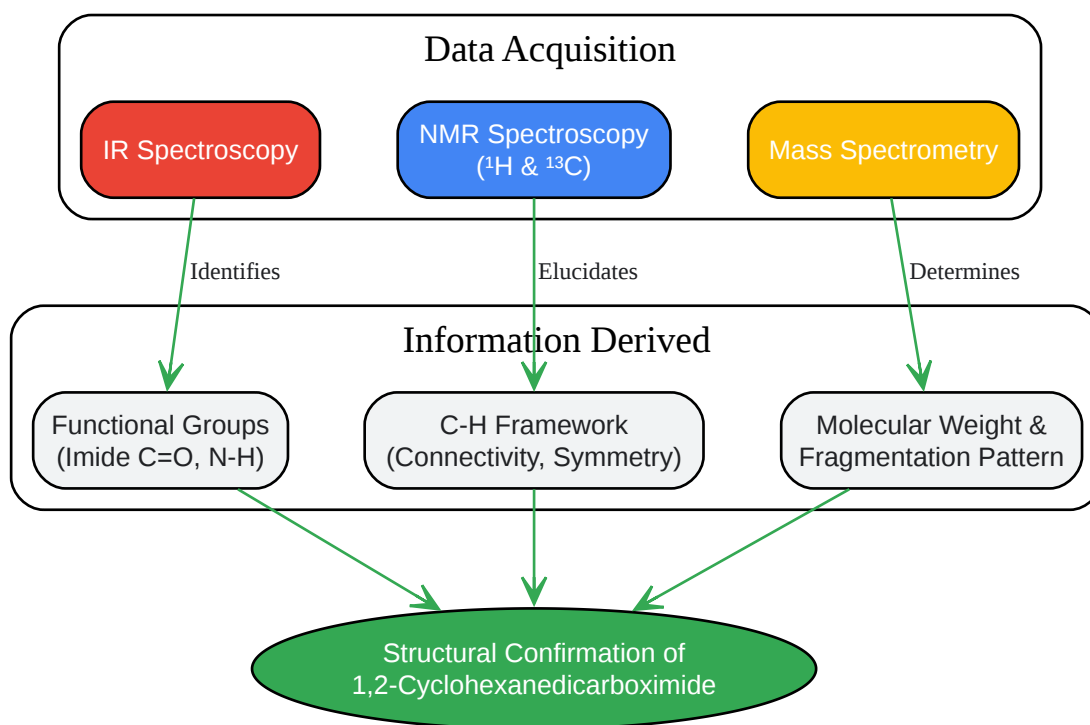 Data Acquisition
IR Spectroscopy
NMR Spectroscopy
(¹H & ¹³C)
Mass Spectrometry
Identifies
Elucidates
Determines
Information Derived
Functional Groups
(Imide C=O, N-H)
C-H Framework
(Connectivity, Symmetry)
Molecular Weight &
Fragmentation Pattern
Structural Confirmation of
1,2-Cyclohexanedicarboximide